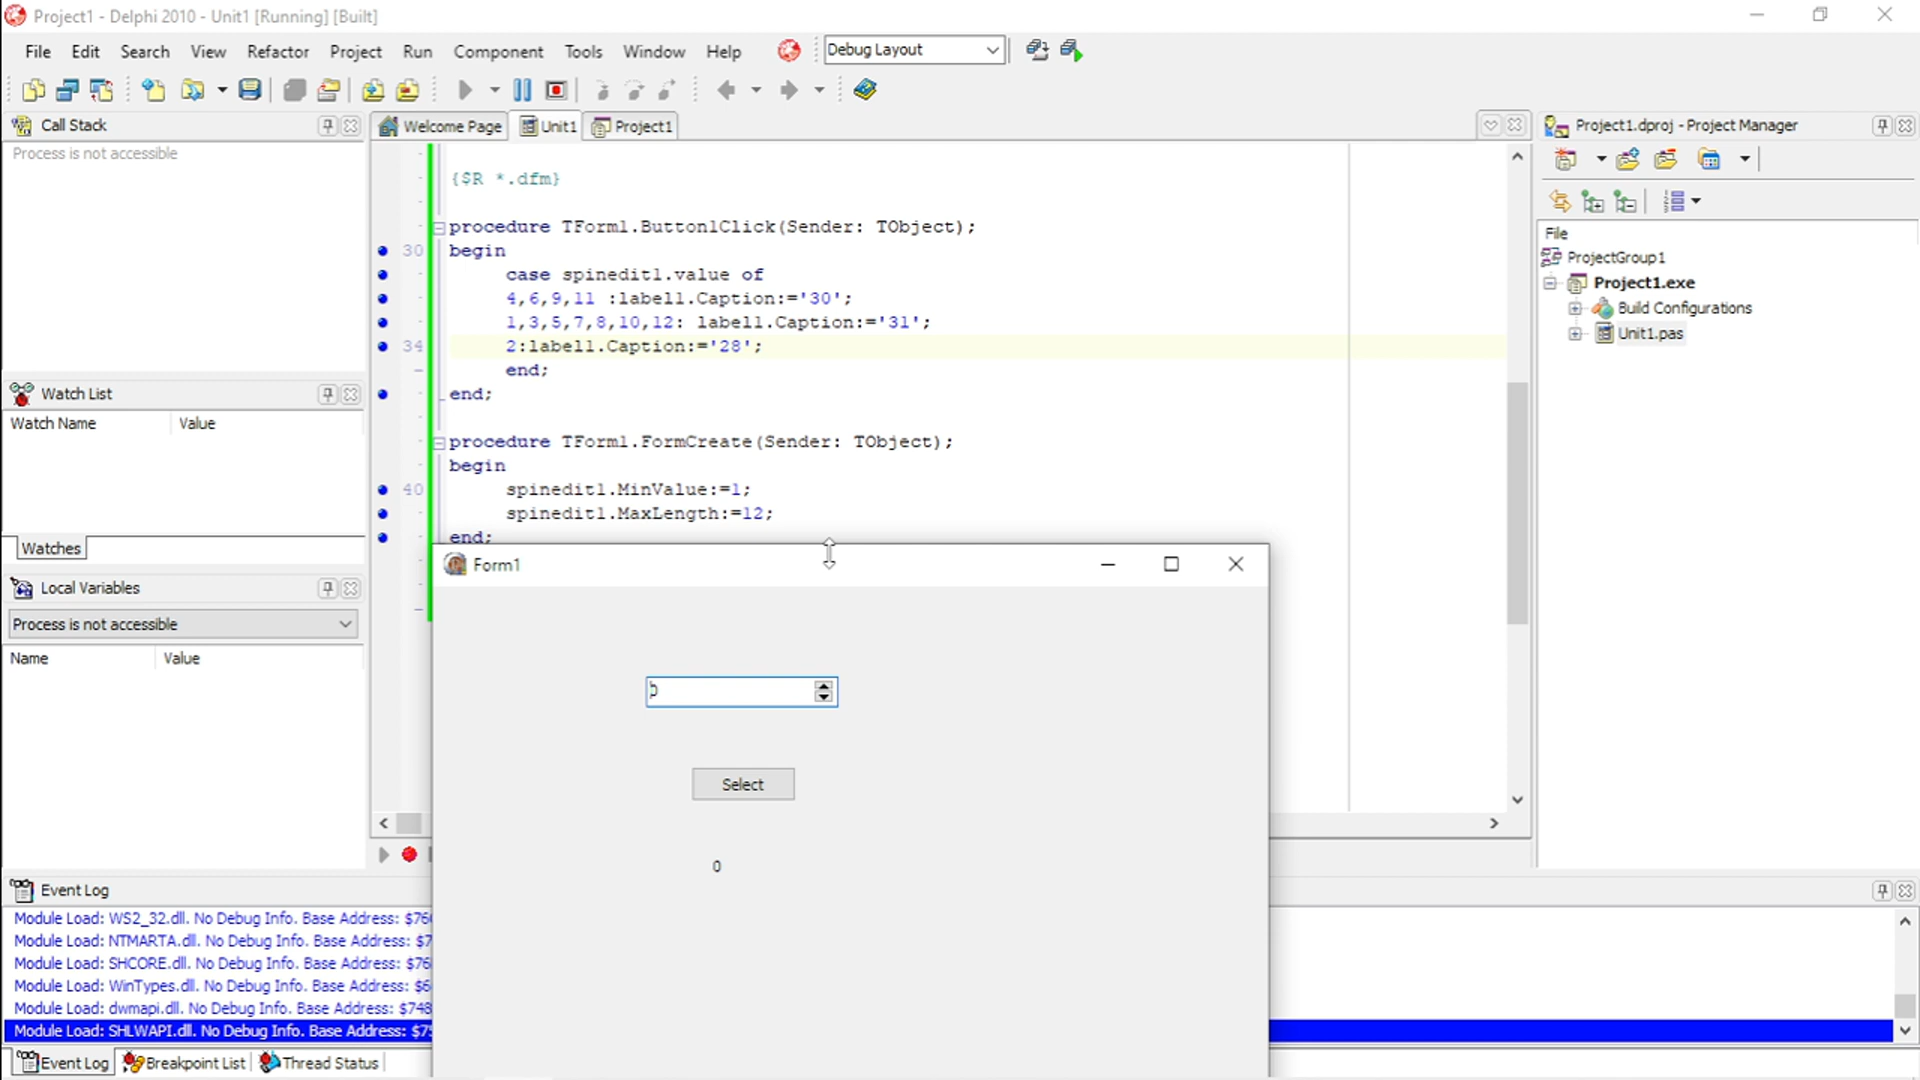 Project1 - Delphi 2010 - Unit1 [Running] [Built]
File Edit Search View Refactor Project Run Component Tools Window Help
Debug Layout
Call Stack
Process is not accessible
Welcome Page
Unit1
Project1
{$R *.dfm}
procedure TForm1.Button1Click(Sender: TObject);
30 begin
case spinedit1.value of
4,6,9,11 :label1.Caption:='30';
1,3,5,7,8,10,12: label1.Caption:='31';
34 2:label1.Caption:='28';
end;
end;
procedure TForm1.FormCreate(Sender: TObject);
begin
40 spinedit1.MinValue:=1;
spinedit1.MaxLength:=12;
end;
Project1.dproj - Project Manager
File
ProjectGroup1
Project1.exe
Build Configurations
Unit1.pas
Watch List
Watch Name Value
Watches
Local Variables
Process is not accessible
Name Value
Form1
Select
0
Event Log
Module Load: WS2_32.dll. No Debug Info. Base Address:
Module Load: NTMARTA.dll. No Debug Info. Base Address:
Module Load: SHCORE.dll. No Debug Info. Base Address:
Module Load: WinTypes.dll. No Debug Info. Base Address:
Module Load: dwmapi.dll. No Debug Info. Base Address:
Module Load: SHLWAPI.dll. No Debug Info. Base Address:
Event Log
Breakpoint List
Thread Status